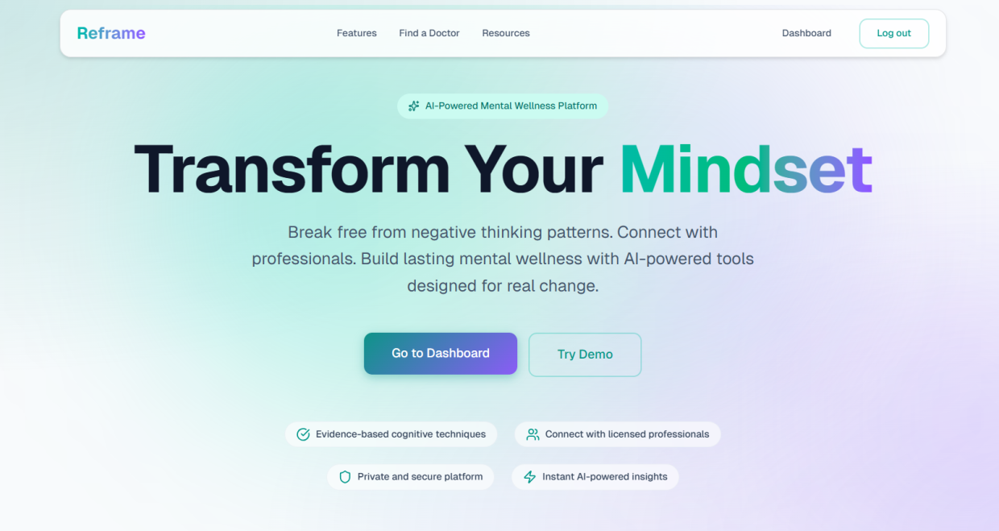 Reframe
Features
Find a Doctor
Resources
Dashboard
Log out
AI-Powered Mental Wellness Platform
Transform Your Mindset
Break free from negative thinking patterns. Connect with
professionals. Build lasting mental wellness with AI-powered tools
designed for real change.
Go to Dashboard
Try Demo
Evidence-based cognitive techniques
Connect with licensed professionals
Private and secure platform
Instant AI-powered insights